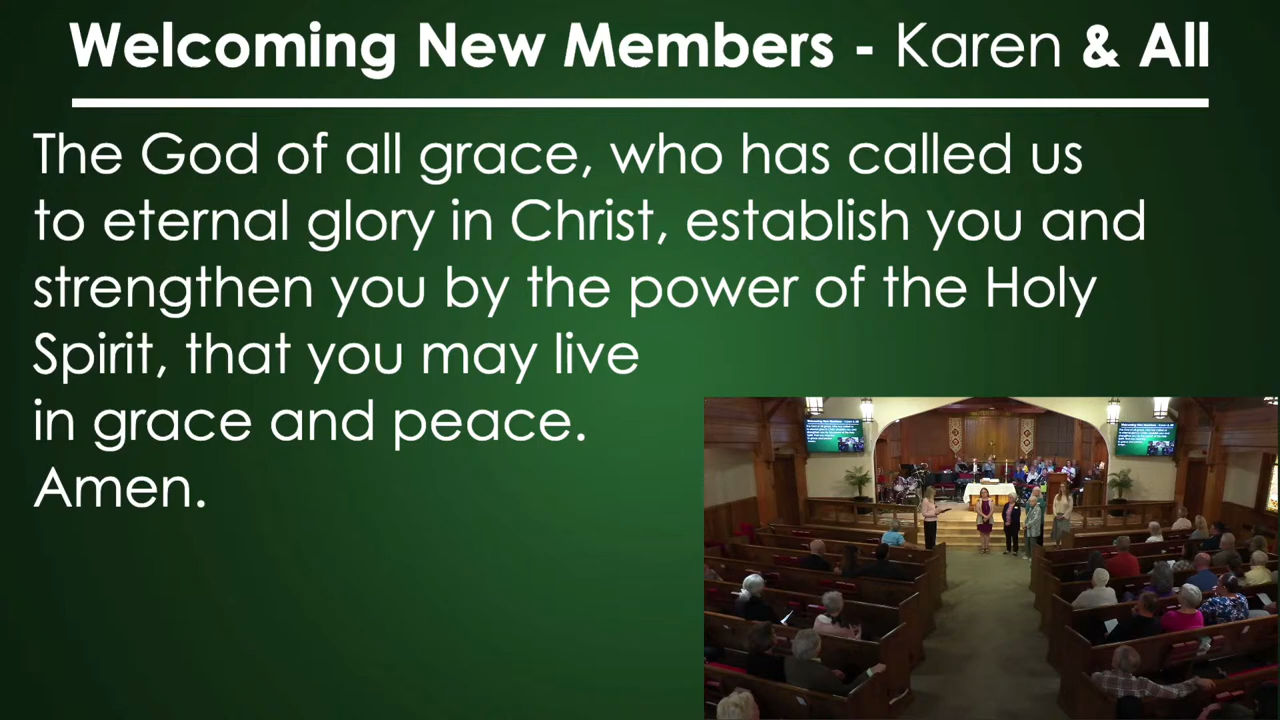 Welcoming New Members - Karen & All
The God of all grace, who has called us
to eternal glory in Christ, establish you and
strengthen you by the power of the Holy
Spirit, that you may live
in grace and peace.
Amen.